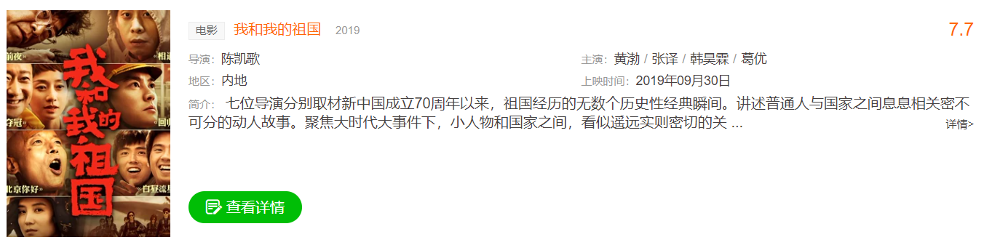 前夜》
《相遇
夺冠》
《回归
北京你好》
《白昼流星
我和我的祖国
电影 我和我的祖国 2019 7.7
导演： 陈凯歌 主演： 黄渤 / 张译 / 韩昊霖 / 葛优
地区： 内地 上映时间： 2019年09月30日
简介： 七位导演分别取材新中国成立70周年以来，祖国经历的无数个历史性经典瞬间。讲述普通人与国家之间息息相关密不
可分的动人故事。聚焦大时代大事件下，小人物和国家之间，看似遥远实则密切的关 ... 详情>
查看详情